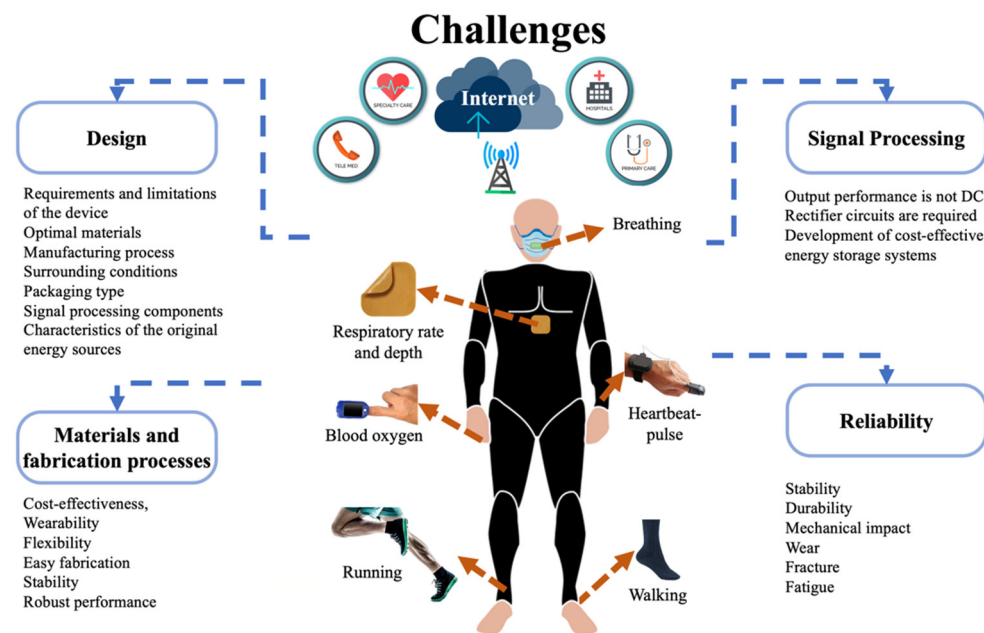 Challenges
Design
Requirements and limitations
of the device
Optimal materials
Manufacturing process
Surrounding conditions
Packaging type
Signal processing components
Characteristics of the original
energy sources
SPECIALTY CARE
TELE MED
Internet
HOSPITALS
PRIMARY CARE
Signal Processing
Output performance is not DC
Rectifier circuits are required
Development of cost-effective
energy storage systems
Breathing
Respiratory rate
and depth
Blood oxygen
Heartbeat-
pulse
Running
Walking
Materials and
fabrication processes
Cost-effectiveness,
Wearability
Flexibility
Easy fabrication
Stability
Robust performance
Reliability
Stability
Durability
Mechanical impact
Wear
Fracture
Fatigue